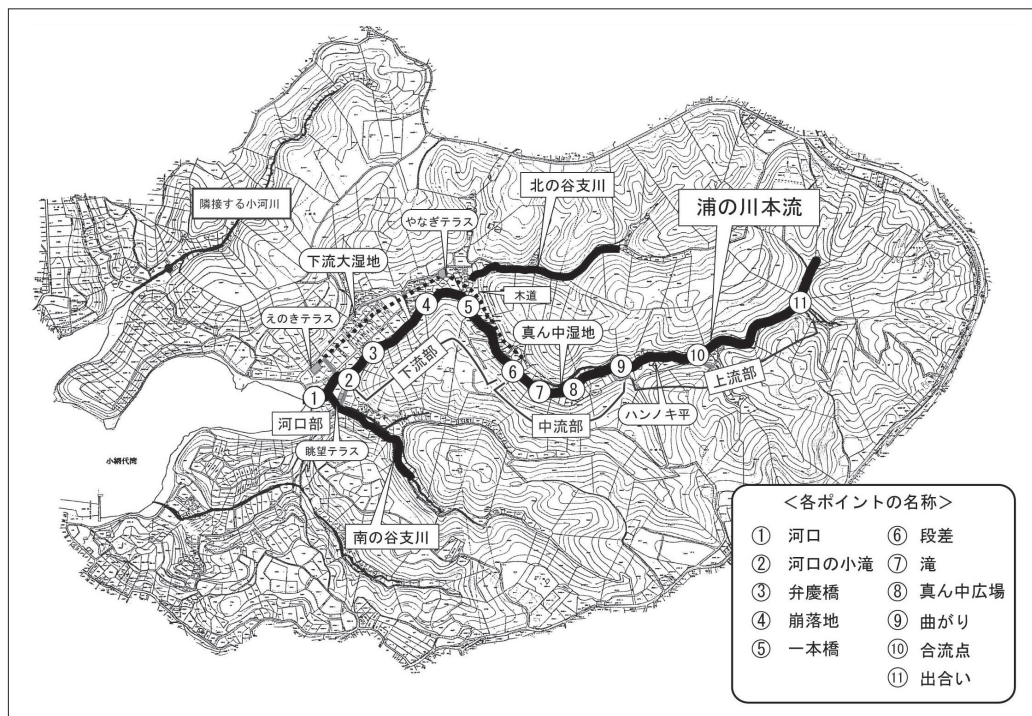 北の谷支川
浦の川本流
隣接する小河川
やなぎテラス
下流大湿地
木道
えのきテラス
真ん中湿地
④
⑤
③
②
①
⑥
⑦
⑧
⑨
⑩
⑪
下流部
中流部
上流部
ハンノキ平
河口部
眺望テラス
小網代湾
南の谷支川
<各ポイントの名称>
① 河口
② 河口の小滝
③ 弁慶橋
④ 崩落地
⑤ 一本橋
⑥ 段差
⑦ 滝
⑧ 真ん中広場
⑨ 曲がり
⑩ 合流点
⑪ 出合い